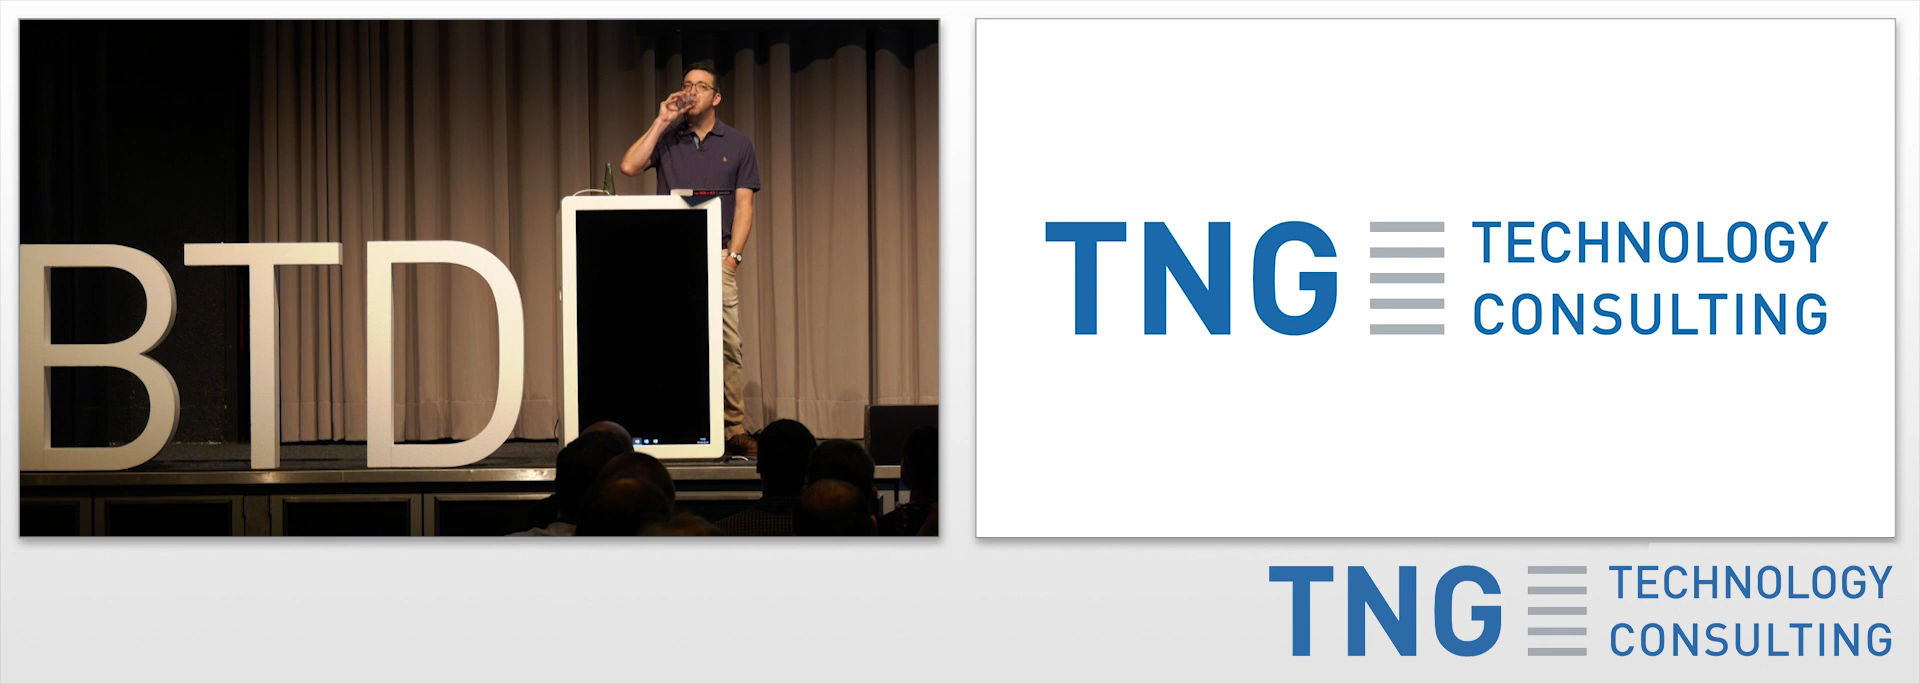 BTD
TNG TECHNOLOGY
CONSULTING
TNG TECHNOLOGY
CONSULTING